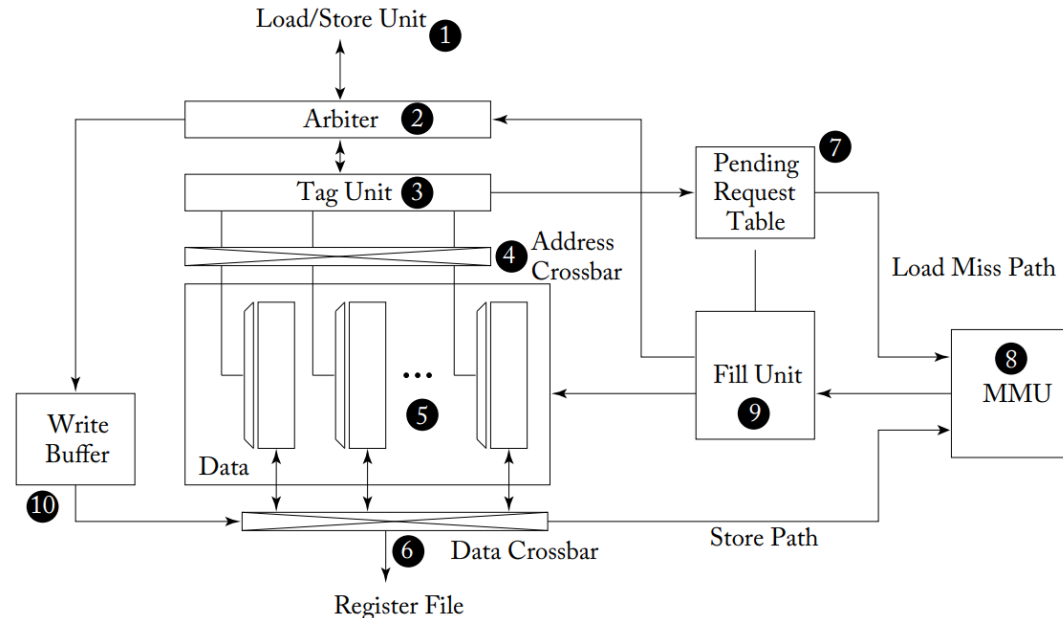 Load/Store Unit 1
Arbiter 2
Tag Unit 3
4 Address
Crossbar
Pending 7
Request
Table
Load Miss Path
Write
Buffer
10
Data
5
Fill Unit
9
8
MMU
6 Data Crossbar
Store Path
Register File